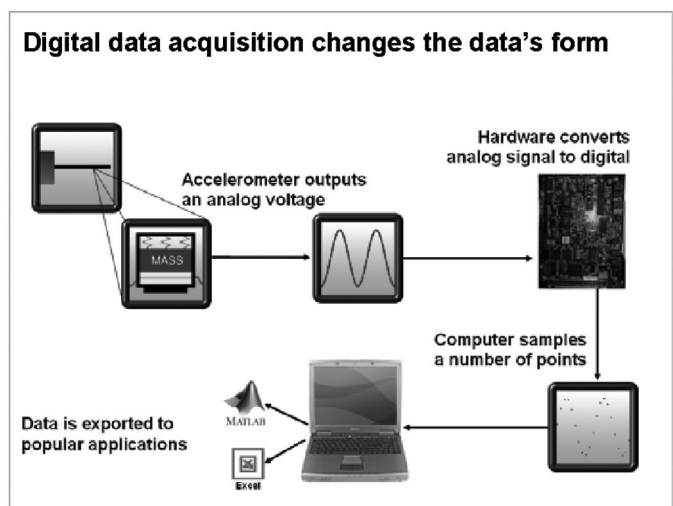 Digital data acquisition changes the data's form
Hardware converts
analog signal to digital
Accelerometer outputs
an analog voltage
MASS
Computer samples
a number of points
MATLAB
Data is exported to
popular applications
Excel